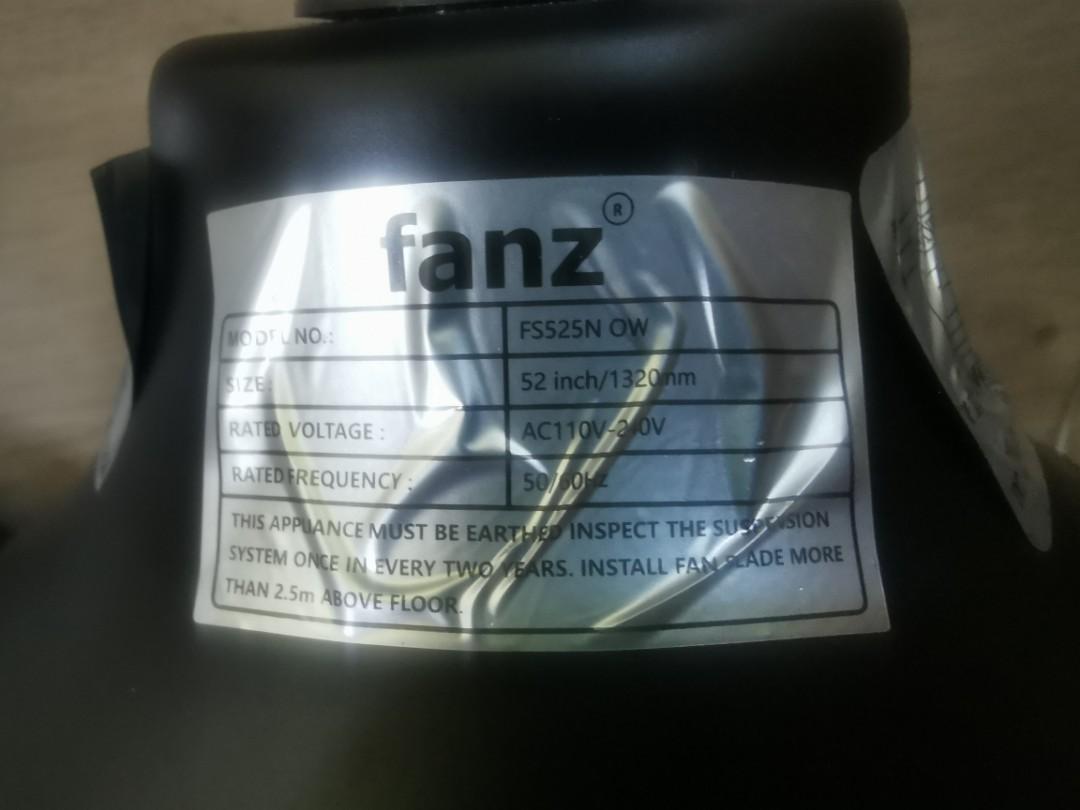 fanz®
MODEL NO.: FS525N OW
SIZE: 52 inch/1320mm
RATED VOLTAGE :
RATED FREQUENCY : 50/60Hz
THIS APPLIANCE MUST BE EARTHED INSPECT THE SUSPENSION
SYSTEM ONCE IN EVERY TWO YEARS. INSTALL FAN BLADE MORE
THAN 2.5m ABOVE FLOOR.